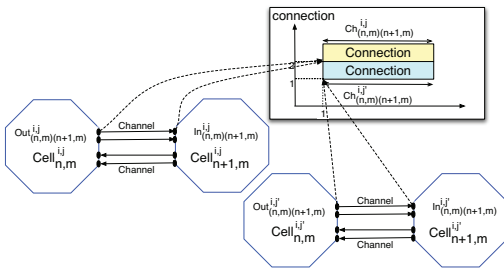 connection
Ch^{i,j}_{(n,m)(n+1,m)}
Connection
2
Connection
1
Ch^{i,j'}_{(n,m)(n+1,m)}
1
Out^{i,j}_{(n,m)(n+1,m)}
Channel
In^{i,j}_{(n,m)(n+1,m)}
Cell^{i,j}_{n,m}
Cell^{i,j}_{n+1,m}
Channel
Out^{i,j'}_{(n,m)(n+1,m)}
Channel
In^{i,j'}_{(n,m)(n+1,m)}
Cell^{i,j'}_{n,m}
Cell^{i,j'}_{n+1,m}
Channel